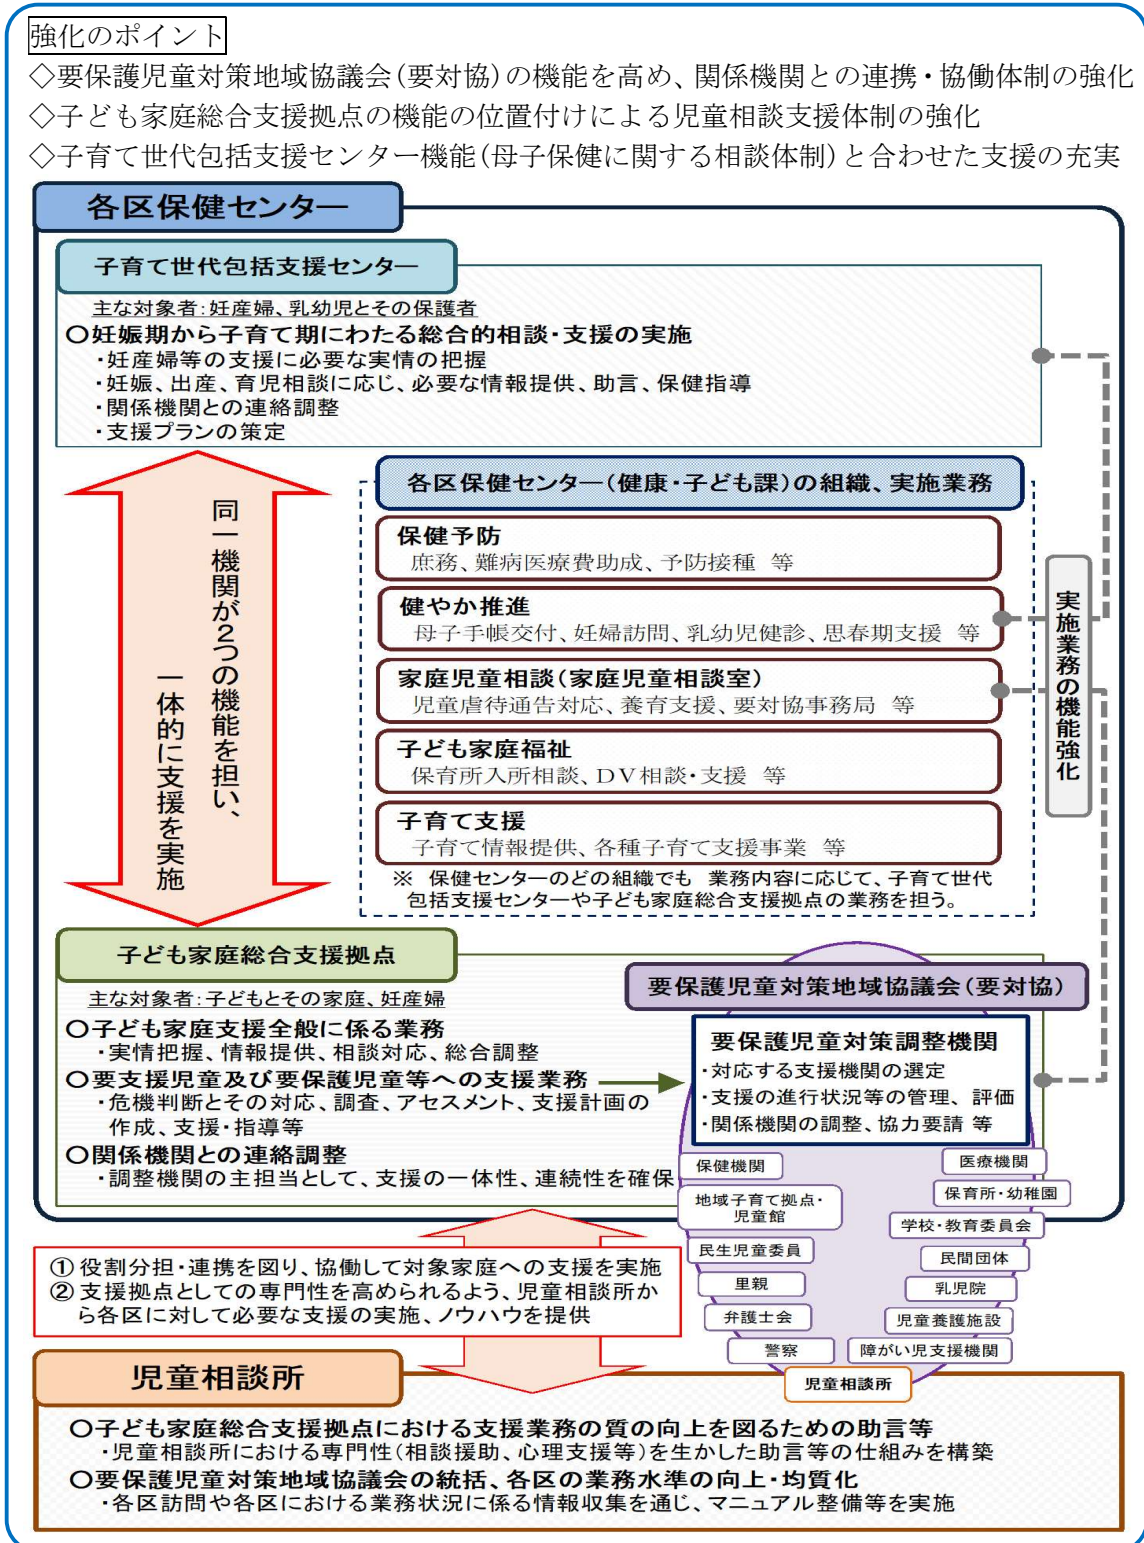 強化のポイント
◇要保護児童対策地域協議会(要対協)の機能を高め、関係機関との連携・協働体制の強化
◇子ども家庭総合支援拠点の機能の位置付けによる児童相談支援体制の強化
◇子育て世代包括支援センター機能(母子保健に関する相談体制)と合わせた支援の充実
各区保健センター
子育て世代包括支援センター
主な対象者:妊産婦、乳幼児とその保護者
○妊娠期から子育て期にわたる総合的相談・支援の実施
・妊産婦等の支援に必要な実情の把握
・妊娠、出産、育児相談に応じ、必要な情報提供、助言、保健指導
・関係機関との連絡調整
・支援プランの策定
同一機関が2つの機能を担い、
一体的に支援を実施
各区保健センター(健康・子ども課)の組織、実施業務
保健予防
庶務、難病医療費助成、予防接種 等
健やか推進
母子手帳交付、妊婦訪問、乳幼児健診、思春期支援 等
家庭児童相談(家庭児童相談室)
児童虐待通告対応、養育支援、要対協事務局 等
子ども家庭福祉
保育所入所相談、DV相談・支援 等
子育て支援
子育て情報提供、各種子育て支援事業 等
※ 保健センターのどの組織でも 業務内容に応じて、子育て世代
包括支援センターや子ども家庭総合支援拠点の業務を担う。
実施業務の機能強化
子ども家庭総合支援拠点
主な対象者:子どもとその家庭、妊産婦
○子ども家庭支援全般に係る業務
・実情把握、情報提供、相談対応、総合調整
○要支援児童及び要保護児童等への支援業務
・危機判断とその対応、調査、アセスメント、支援計画の
作成、支援・指導等
○関係機関との連絡調整
・調整機関の主担当として、支援の一体性、連続性を確保
要保護児童対策地域協議会(要対協)
要保護児童対策調整機関
・対応する支援機関の選定
・支援の進行状況等の管理、評価
・関係機関の調整、協力要請 等
保健機関
地域子育て拠点・
児童館
民生児童委員
里親
弁護士会
警察
医療機関
保育所・幼稚園
学校・教育委員会
民間団体
乳児院
児童養護施設
障がい児支援機関
児童相談所
① 役割分担・連携を図り、協働して対象家庭への支援を実施
② 支援拠点としての専門性を高められるよう、児童相談所か
ら各区に対して必要な支援の実施、ノウハウを提供
児童相談所
○子ども家庭総合支援拠点における支援業務の質の向上を図るための助言等
・児童相談所における専門性(相談援助、心理支援等)を生かした助言等の仕組みを構築
○要保護児童対策地域協議会の統括、各区の業務水準の向上・均質化
・各区訪問や各区における業務状況に係る情報収集を通じ、マニュアル整備等を実施